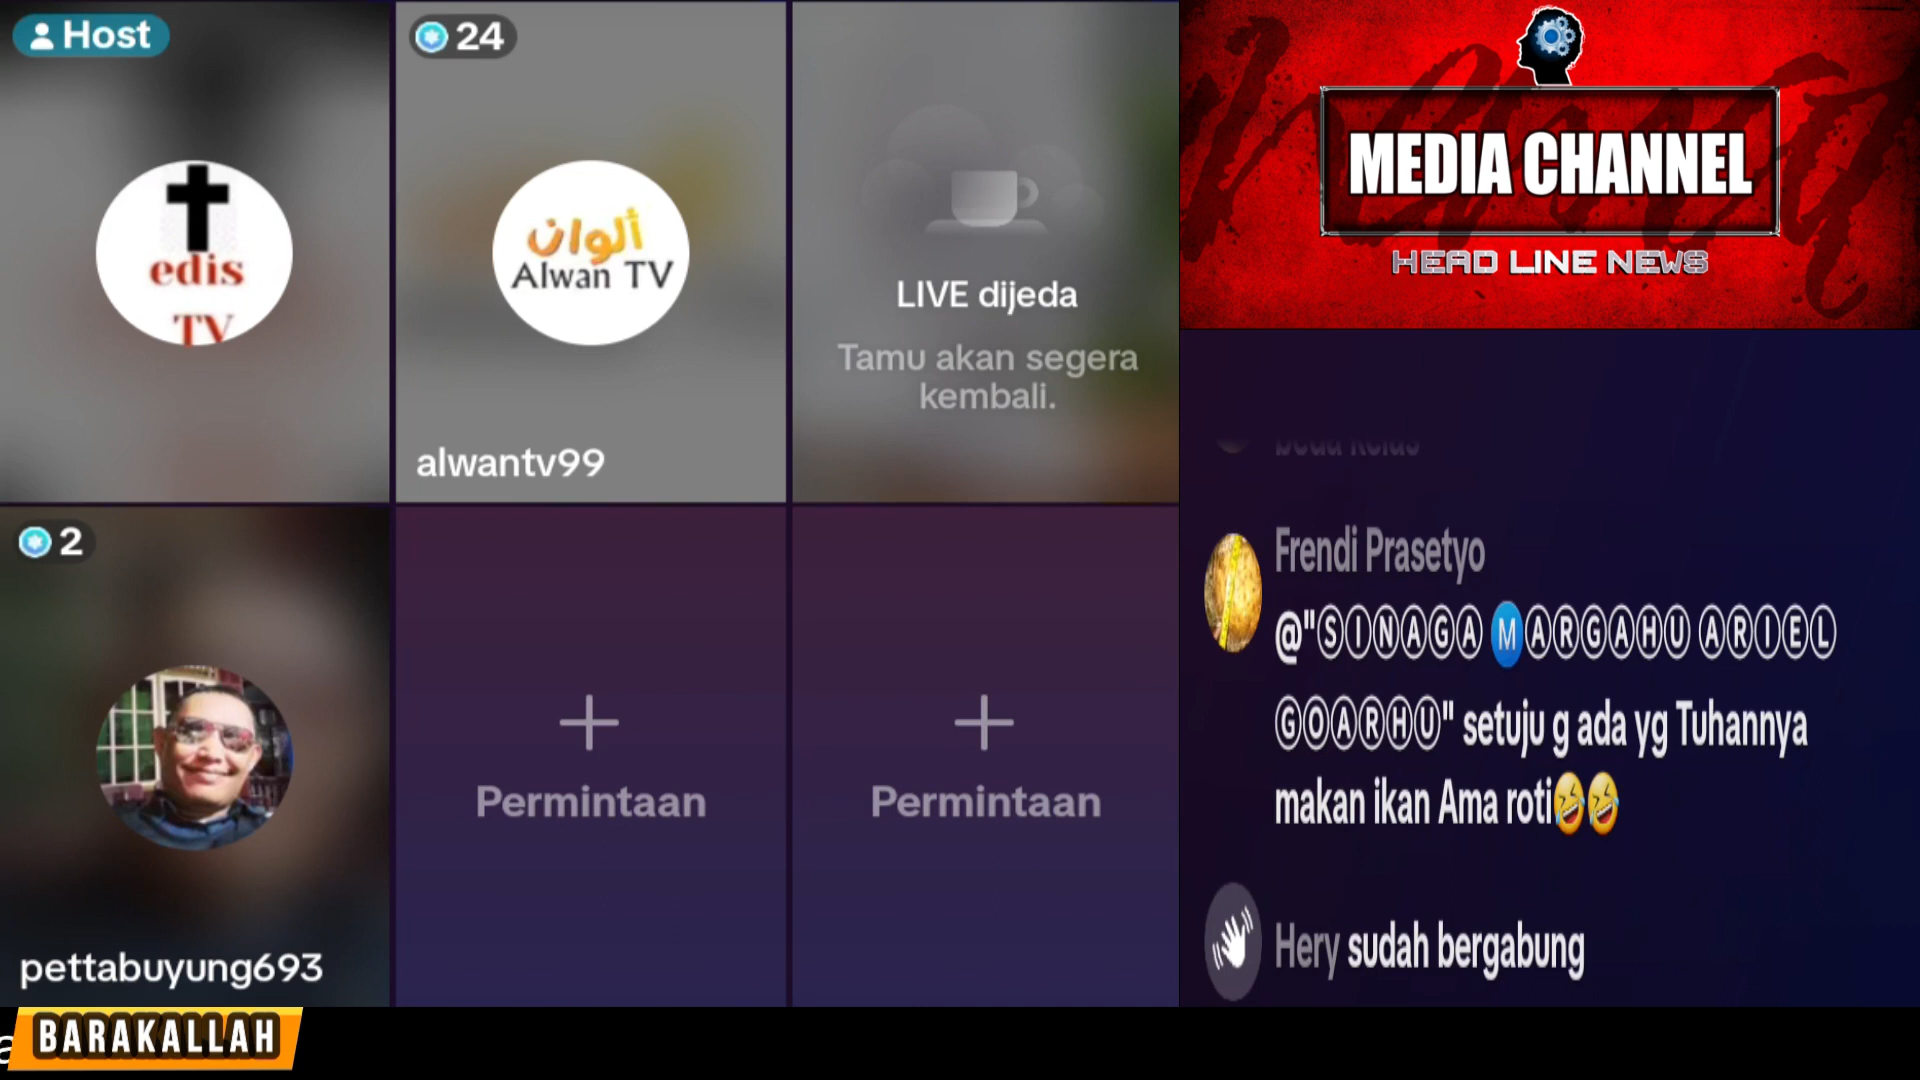 Host
edis
TV
24
ألوان
Alwan TV
alwantv99
LIVE dijeda
Tamu akan segera
kembali.
2
pettabuyung693
Permintaan
Permintaan
MEDIA CHANNEL
HEAD LINE NEWS
Frendi Prasetyo
@"ⓈⒾⓃⒶⒼⒶ ⓂⒶⓇⒼⒶⒽⓊ ⒶⓇⒾⒺⓁ
ⒼⓄⒶⓇⒽⓊ" setuju g ada yg Tuhannya
makan ikan Ama roti🤣🤣
Hery sudah bergabung
BARAKALLAH